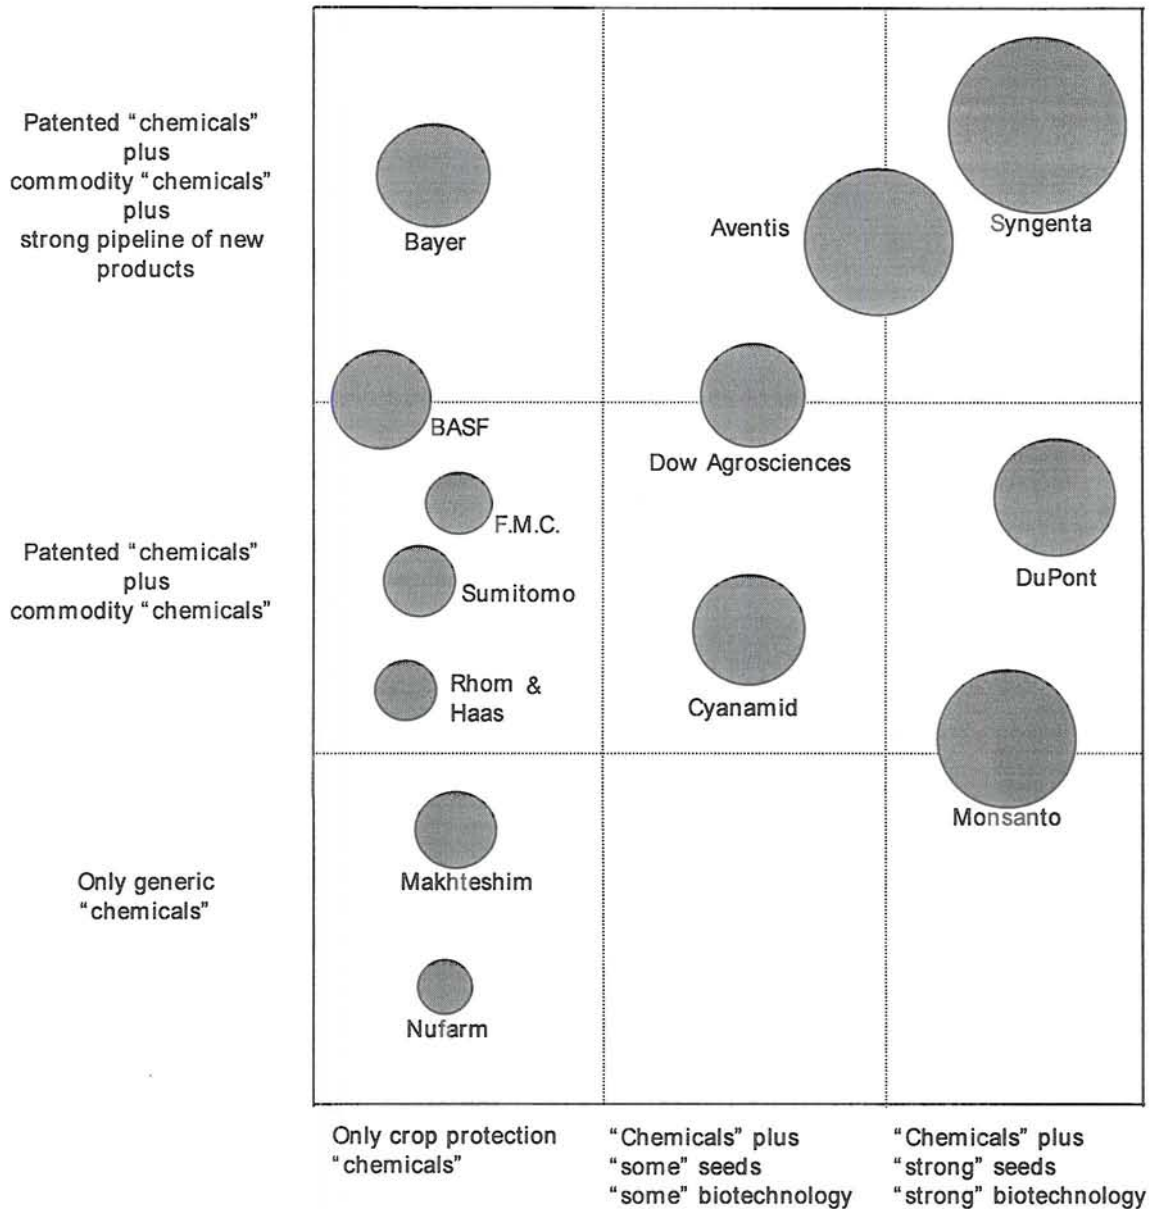 Patented “chemicals”
plus
commodity “chemicals”
plus
strong pipeline of new
products
Bayer
Aventis
Syngenta
BASF
Dow Agrosciences
F.M.C.
Patented “chemicals”
plus
commodity “chemicals”
Sumitomo
DuPont
Rhom &
Haas
Cyanamid
Monsanto
Only generic
“chemicals”
Makhteshim
Nufarm
Only crop protection
“chemicals”
“Chemicals” plus
“some” seeds
“some” biotechnology
“Chemicals” plus
“strong” seeds
“strong” biotechnology